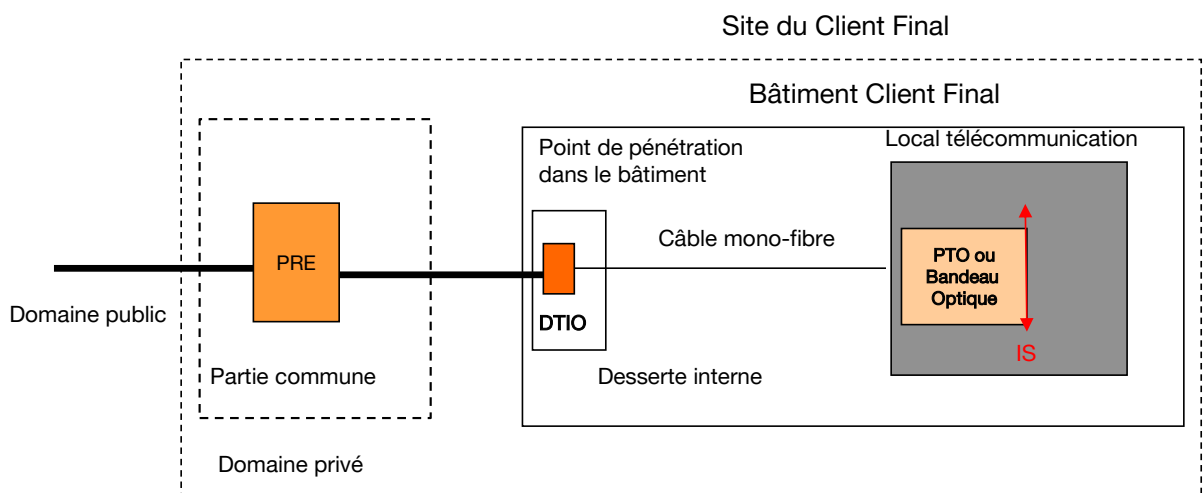 Site du Client Final
Bâtiment Client Final
Point de pénétration
dans le bâtiment
Local télécommunication
Câble mono-fibre
PRE
PTO ou
Bandeau
Optique
Domaine public
DTIO
IS
Partie commune
Desserte interne
Domaine privé